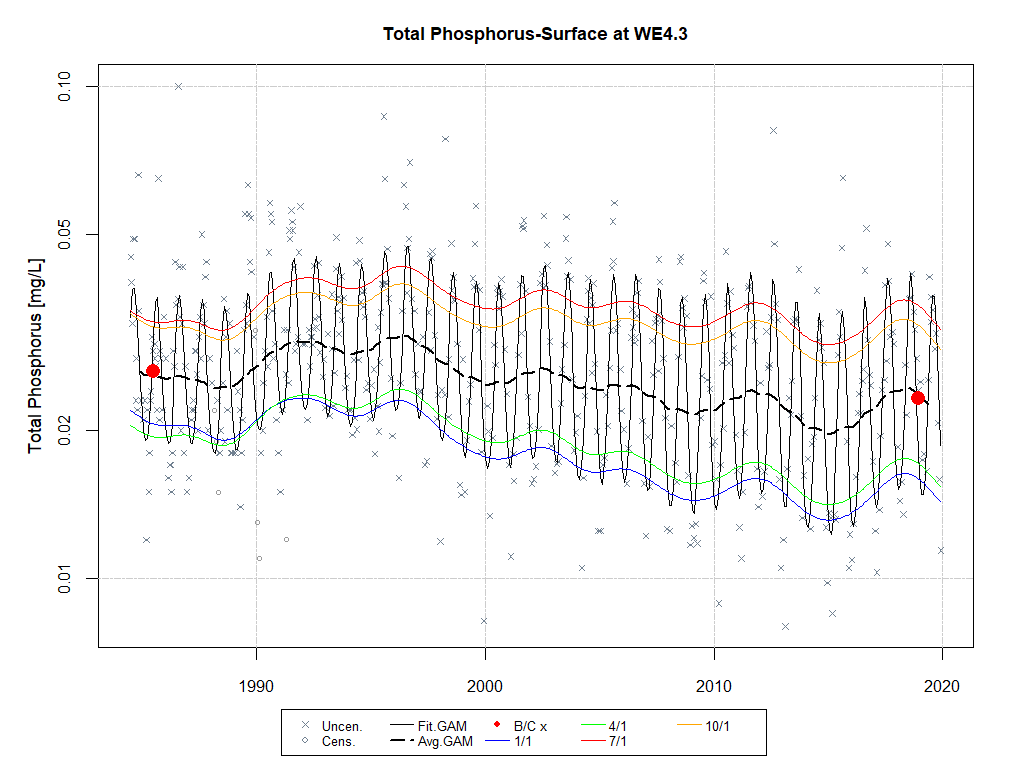 Total Phosphorus-Surface at WE4.3
Total Phosphorus [mg/L]
0.10
0.05
0.02
0.01
1990 2000 2010 2020
Uncen. Fit.GAM B/C x 4/1 10/1
Cens. Avg.GAM 1/1 7/1